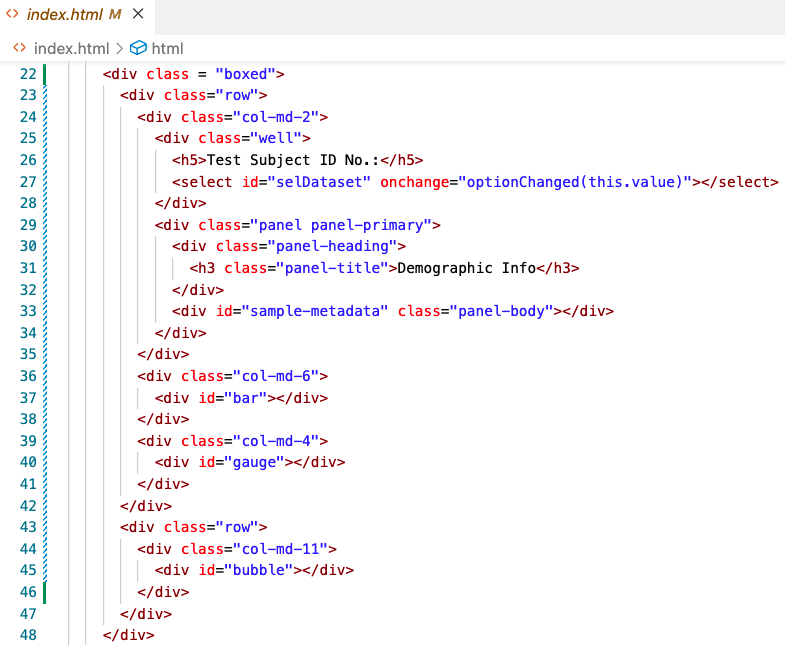 <> index.html M ×
<> index.html > html
22 <div class = "boxed">
23 <div class="row">
24 <div class="col-md-2">
25 <div class="well">
26 <h5>Test Subject ID No.:</h5>
27 <select id="selDataset" onchange="optionChanged(this.value)"></select>
28 </div>
29 <div class="panel panel-primary">
30 <div class="panel-heading">
31 <h3 class="panel-title">Demographic Info</h3>
32 </div>
33 <div id="sample-metadata" class="panel-body"></div>
34 </div>
35 </div>
36 <div class="col-md-6">
37 <div id="bar"></div>
38 </div>
39 <div class="col-md-4">
40 <div id="gauge"></div>
41 </div>
42 </div>
43 <div class="row">
44 <div class="col-md-11">
45 <div id="bubble"></div>
46 </div>
47 </div>
48 </div>